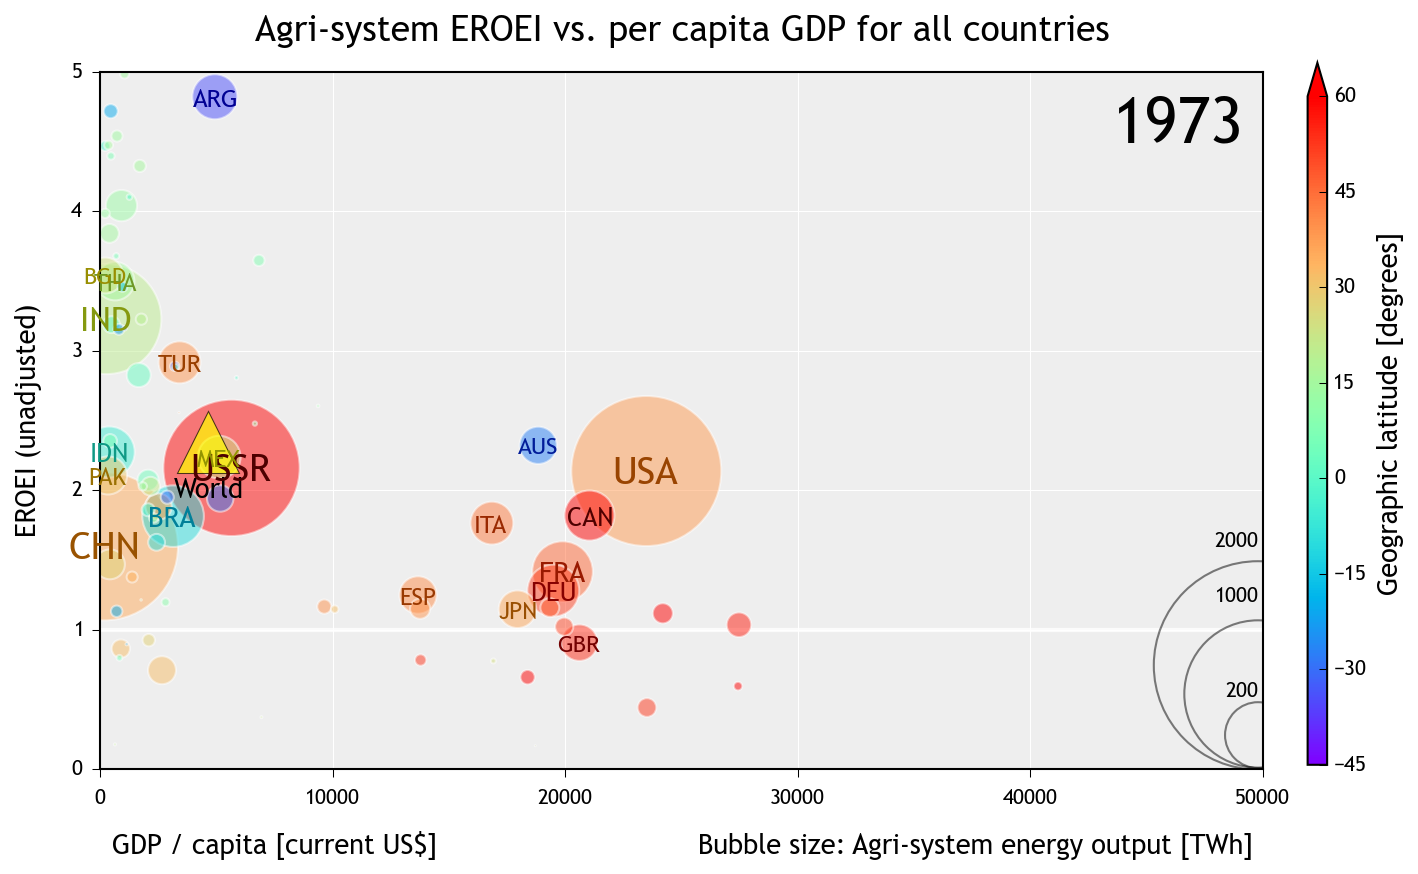 Agri-system EROEI vs. per capita GDP for all countries
1973
EROEI (unadjusted)
5
4
3
2
1
0
0
10000
20000
30000
40000
50000
GDP / capita [current US$]
Bubble size: Agri-system energy output [TWh]
ARG
BGD
THA
IND
TUR
IDN
PAK
MEX
USSR
World
BRA
CHN
AUS
USA
ITA
CAN
FRA
DEU
ESP
JPN
GBR
2000
1000
200
60
45
30
15
0
−15
−30
−45
Geographic latitude [degrees]